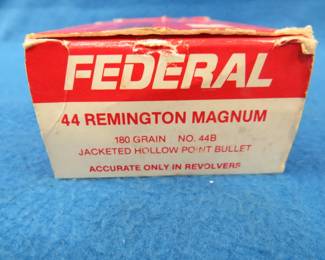 FEDERAL
44 REMINGTON MAGNUM
180 GRAIN NO. 44B
JACKETED HOLLOW POINT BULLET
ACCURATE ONLY IN REVOLVERS